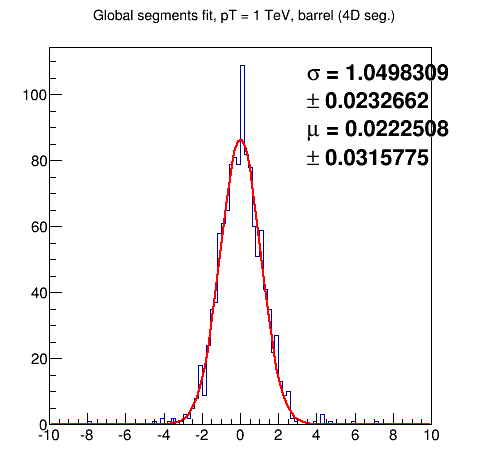 Global segments fit, pT = 1 TeV, barrel (4D seg.)
σ = 1.0498309
± 0.0232662
μ = 0.0222508
± 0.0315775
100
80
60
40
20
0
-10 -8 -6 -4 -2 0 2 4 6 8 10